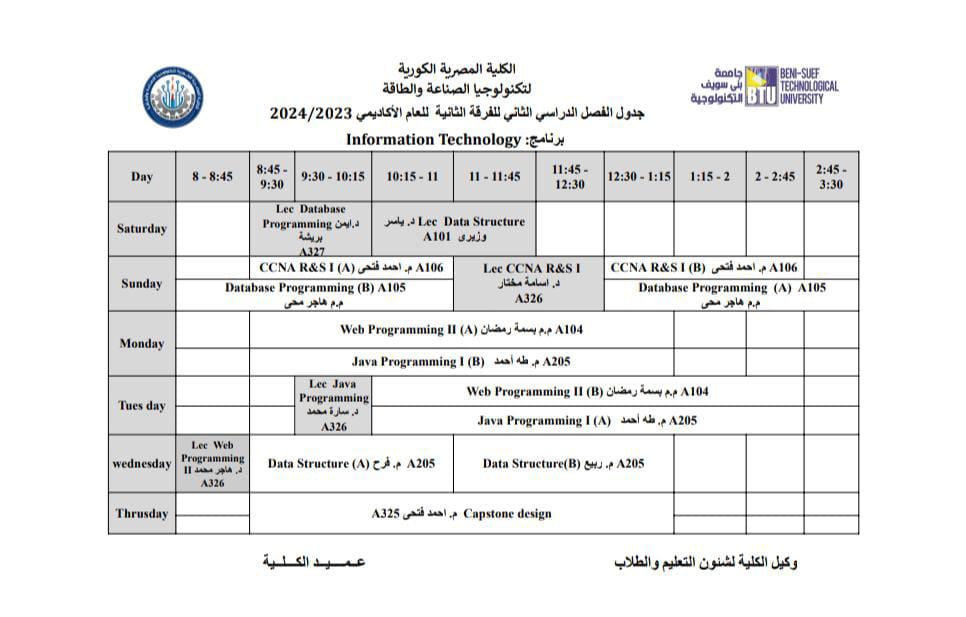 الكلية المصرية الكورية
لتكنولوجيا الصناعة والطاقة
جدول الفصل الدراسي الثاني للفرقة الثانية للعام الأكاديمي 2024/2023
برنامج: Information Technology
جامعة
بني سويف
التكنولوجية
BTU
BENI-SUEF
TECHNOLOGICAL
UNIVERSITY
Day
8 - 8:45
8:45 -
9:30
9:30 - 10:15
10:15 - 11
11 - 11:45
11:45 -
12:30
12:30 - 1:15
1:15 - 2
2 - 2:45
2:45 -
3:30
Saturday
Lec Database
Programming د.ايمن
بريشة
A327
Lec Data Structure د. ياسر
وزيرى A101
Sunday
CCNA R&S I (A) م. احمد فتحى A106
Database Programming (B) A105
م.م هاجر محى
Lec CCNA R&S I
د. اسامة مختار
A326
CCNA R&S I (B) م. احمد فتحى A106
Database Programming (A) A105
م.م هاجر محى
Monday
Web Programming II (A) م.م بسمة رمضان A104
Java Programming I (B) م. طه أحمد A205
Tues day
Lec Java
Programming
د. سارة محمد
A326
Web Programming II (B) م.م بسمة رمضان A104
Java Programming I (A) م. طه أحمد A205
wednesday
Lec Web
Programming
II د. هاجر محمد
A326
Data Structure (A) م. فرح A205
Data Structure(B) م. ربيع A205
Thrusday
A325 م. احمد فتحى Capstone design
وكيل الكلية لشئون التعليم والطلاب
عـمـــيـد الكـــلـــية